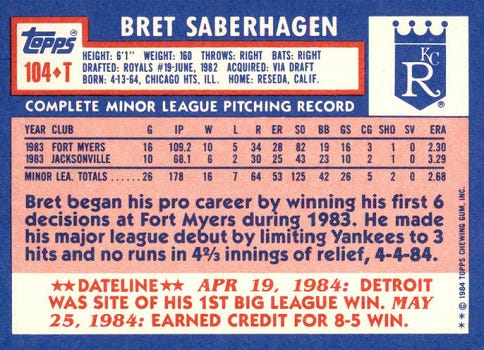 BRET SABERHAGEN
Topps
104♦T
HEIGHT: 6'1" WEIGHT: 160 THROWS: RIGHT BATS: RIGHT
DRAFTED: ROYALS #19-JUNE, 1982 ACQUIRED: VIA DRAFT
BORN: 4-13-64, CHICAGO HTS, ILL. HOME: RESEDA, CALIF.
KC
R
®
COMPLETE MINOR LEAGUE PITCHING RECORD
YEAR CLUB G IP W L R ER SO BB GS CG SHO SV ERA
1983 FORT MYERS 16 109.2 10 5 34 28 82 19 16 3 1 0 2.30
1983 JACKSONVILLE 10 68.1 6 2 30 25 43 23 10 2 1 0 3.29
MINOR LEA. TOTALS 26 178 16 7 64 53 125 42 26 5 2 0 2.68
Bret began his pro career by winning his first 6
decisions at Fort Myers during 1983. He made
his major league debut by limiting Yankees to 3
hits and no runs in 4⅔ innings of relief, 4-4-84.
★★DATELINE★★ APR 19, 1984: DETROIT
WAS SITE OF HIS 1ST BIG LEAGUE WIN. MAY
25, 1984: EARNED CREDIT FOR 8-5 WIN.
** © 1984 TOPPS CHEWING GUM, INC.